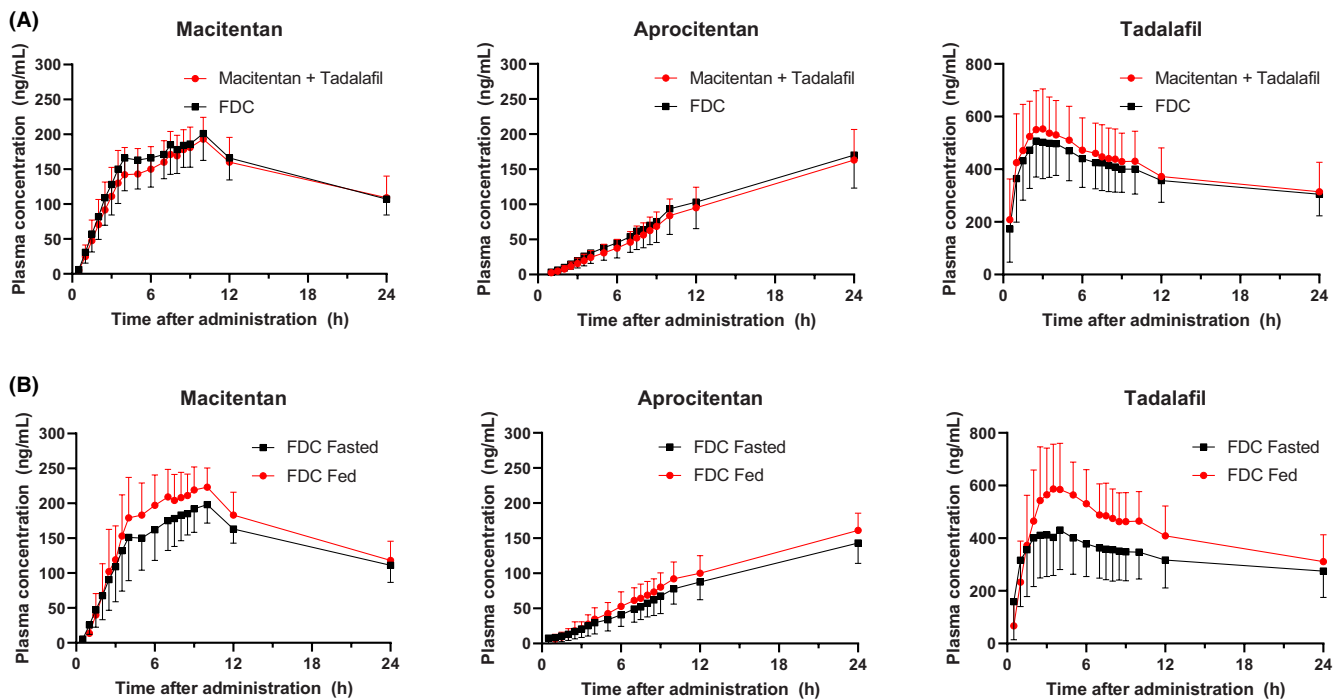 (A)
Macitentan
Plasma concentration (ng/mL)
300
250
200
150
100
50
0
0 6 12 24
Time after administration (h)
Macitentan + Tadalafil
FDC
Aprocitentan
Plasma concentration (ng/mL)
300
250
200
150
100
50
0
0 6 12 24
Time after administration (h)
Macitentan + Tadalafil
FDC
Tadalafil
Plasma concentration (ng/mL)
800
600
400
200
0
0 6 12 24
Time after administration (h)
Macitentan + Tadalafil
FDC
(B)
Macitentan
Plasma concentration (ng/mL)
300
250
200
150
100
50
0
0 6 12 24
Time after administration (h)
FDC Fasted
FDC Fed
Aprocitentan
Plasma concentration (ng/mL)
300
250
200
150
100
50
0
0 6 12 24
Time after administration (h)
FDC Fasted
FDC Fed
Tadalafil
Plasma concentration (ng/mL)
800
600
400
200
0
0 6 12 24
Time after administration (h)
FDC Fasted
FDC Fed